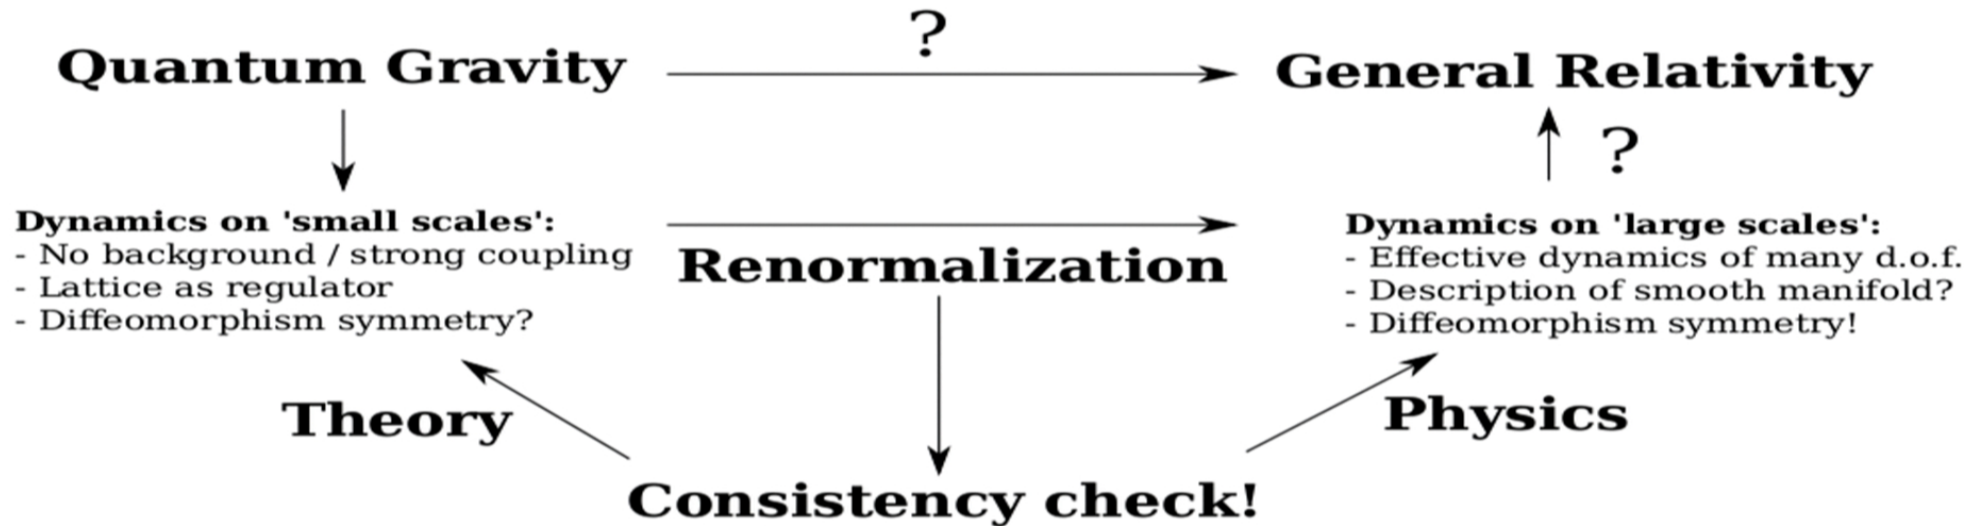 ?
Quantum Gravity
General Relativity
?
Dynamics on 'small scales':
- No background / strong coupling
- Lattice as regulator
- Diffeomorphism symmetry?
Renormalization
Dynamics on 'large scales':
- Effective dynamics of many d.o.f.
- Description of smooth manifold?
- Diffeomorphism symmetry!
Theory
Physics
Consistency check!